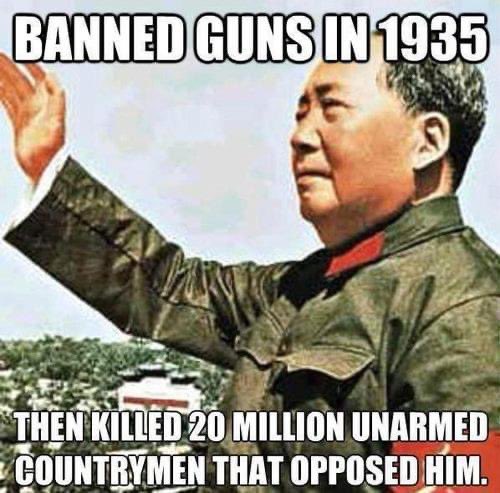 BANNED GUNS IN 1935
THEN KILLED 20 MILLION UNARMED
COUNTRYMEN THAT OPPOSED HIM.